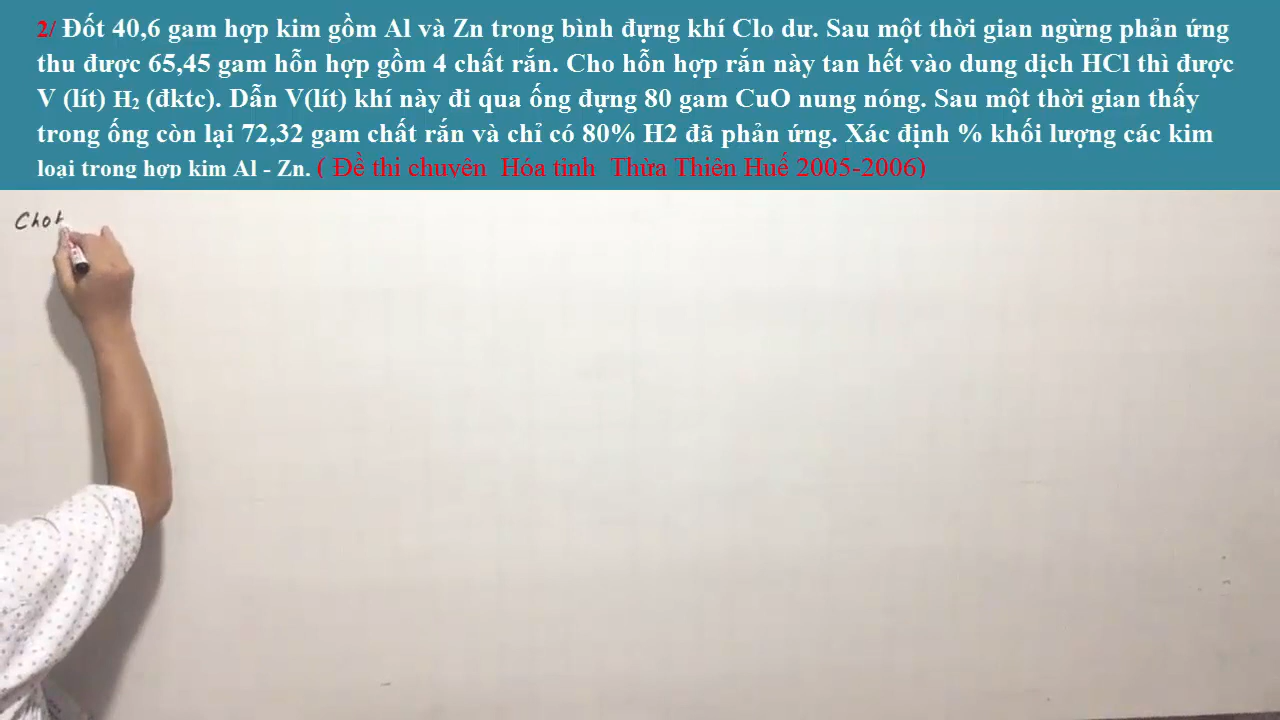 2/ Đốt 40,6 gam hợp kim gồm Al và Zn trong bình đựng khí Clo dư. Sau một thời gian ngừng phản ứng
thu được 65,45 gam hỗn hợp gồm 4 chất rắn. Cho hỗn hợp rắn này tan hết vào dung dịch HCl thì được
V (lít) H₂ (đktc). Dẫn V(lít) khí này đi qua ống đựng 80 gam CuO nung nóng. Sau một thời gian thấy
trong ống còn lại 72,32 gam chất rắn và chỉ có 80% H2 đã phản ứng. Xác định % khối lượng các kim
loại trong hợp kim Al - Zn. ( Đề thi chuyên Hóa tỉnh Thừa Thiên Huế 2005-2006)
Chot